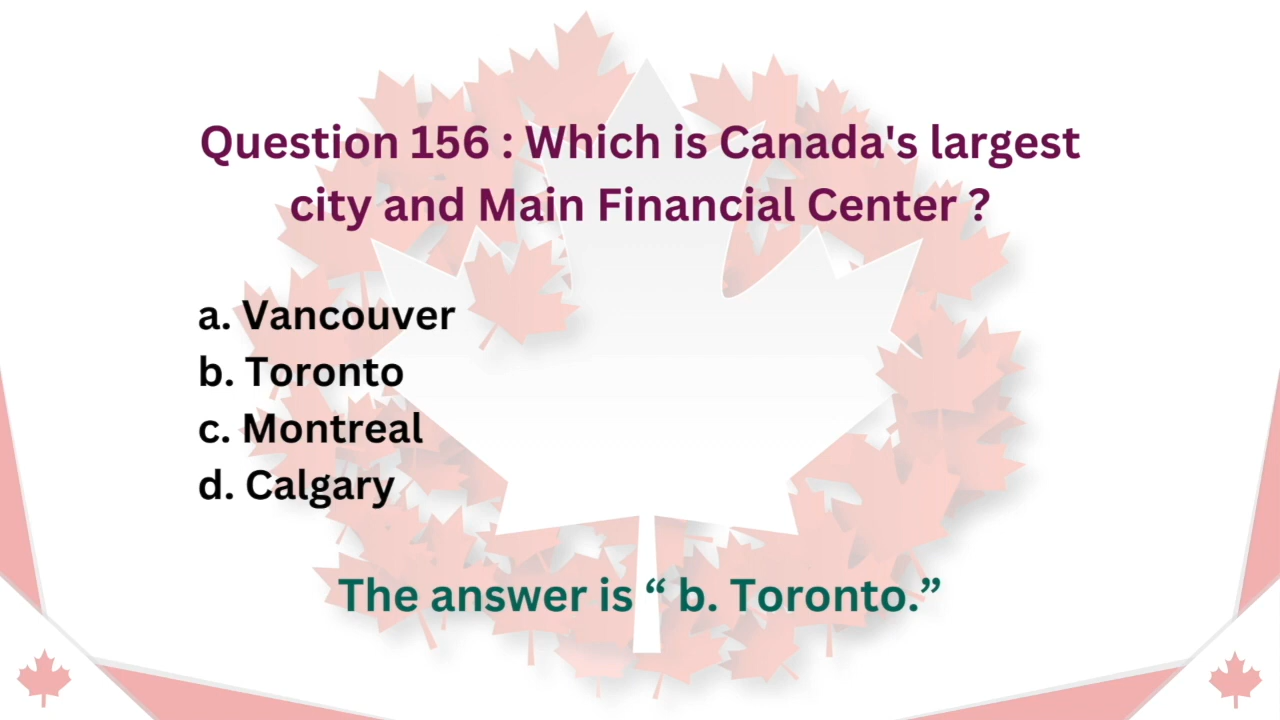 Question 156 : Which is Canada's largest
city and Main Financial Center ?
a. Vancouver
b. Toronto
c. Montreal
d. Calgary
The answer is “ b. Toronto.”